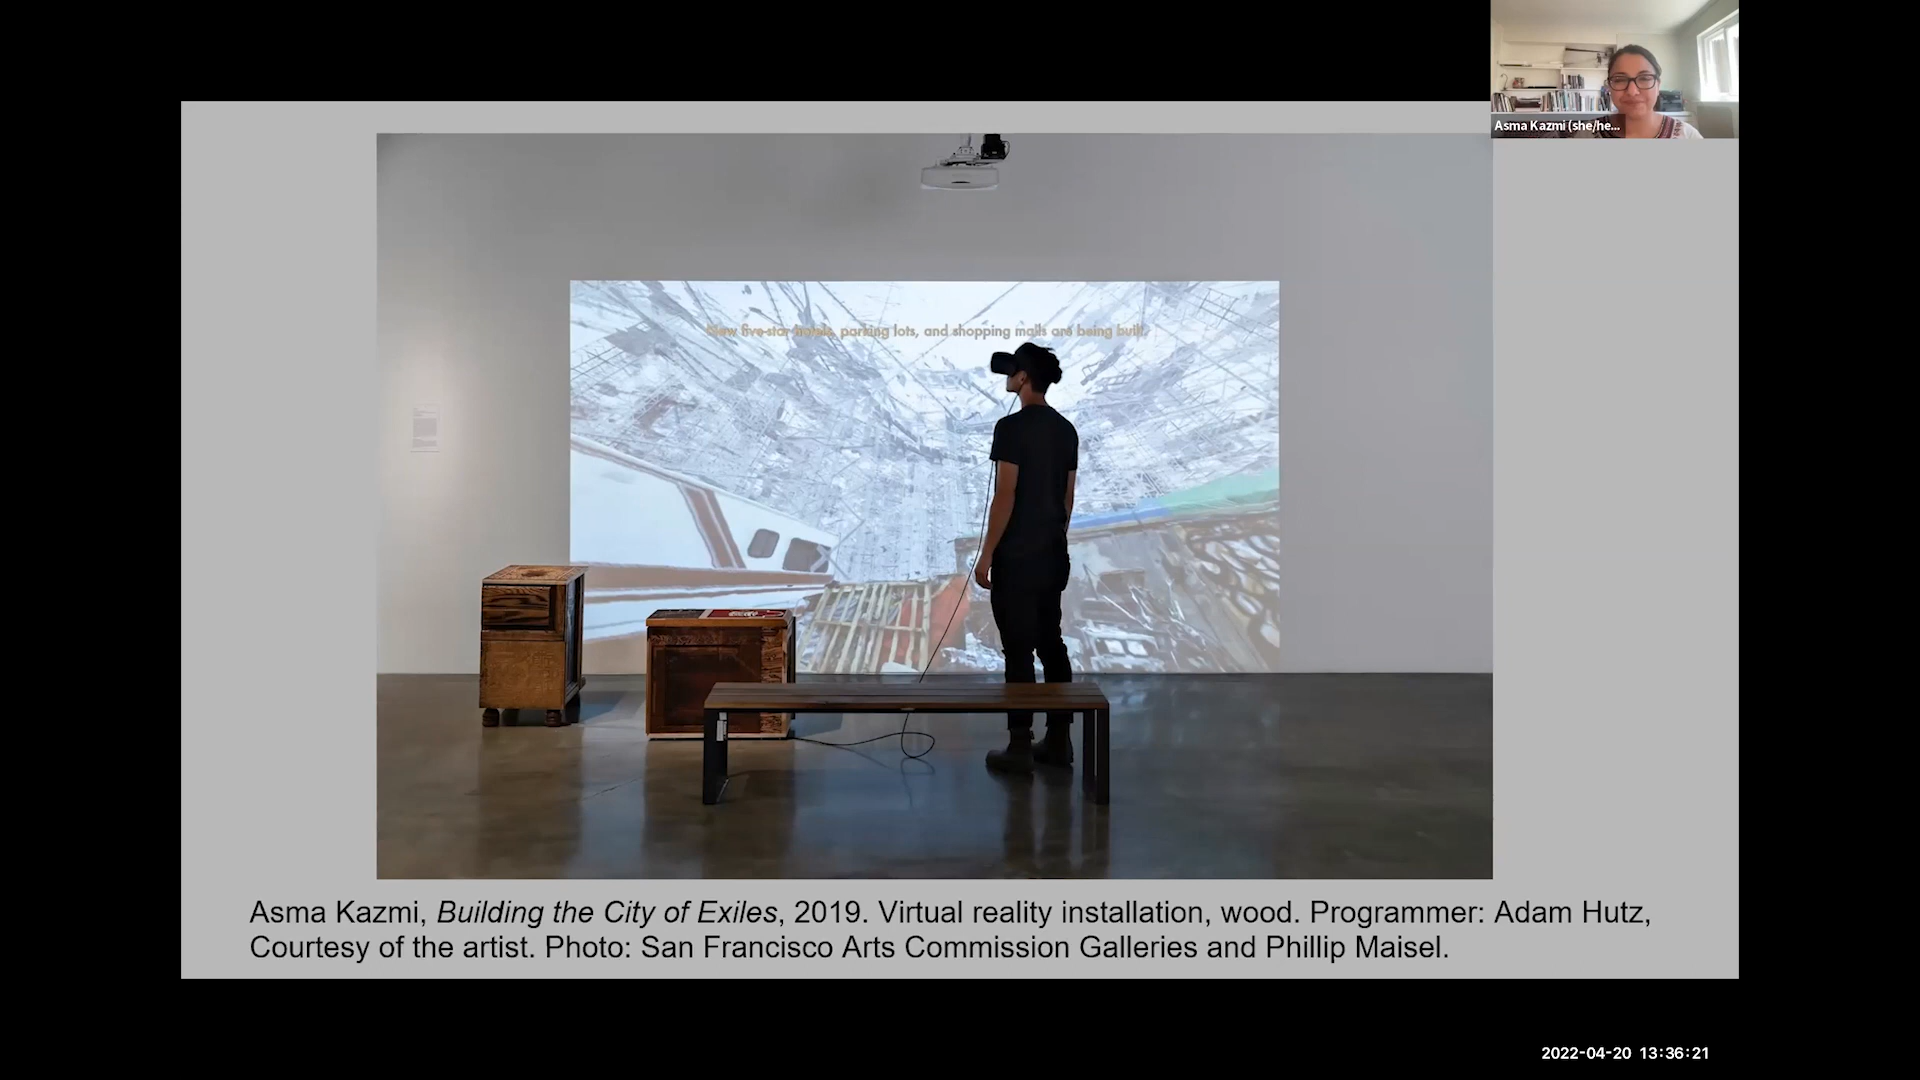 Asma Kazmi (she/he...
New five-star hotels, parking lots, and shopping malls are being built.
Asma Kazmi, Building the City of Exiles, 2019. Virtual reality installation, wood. Programmer: Adam Hutz,
Courtesy of the artist. Photo: San Francisco Arts Commission Galleries and Phillip Maisel.
2022-04-20 13:36:21